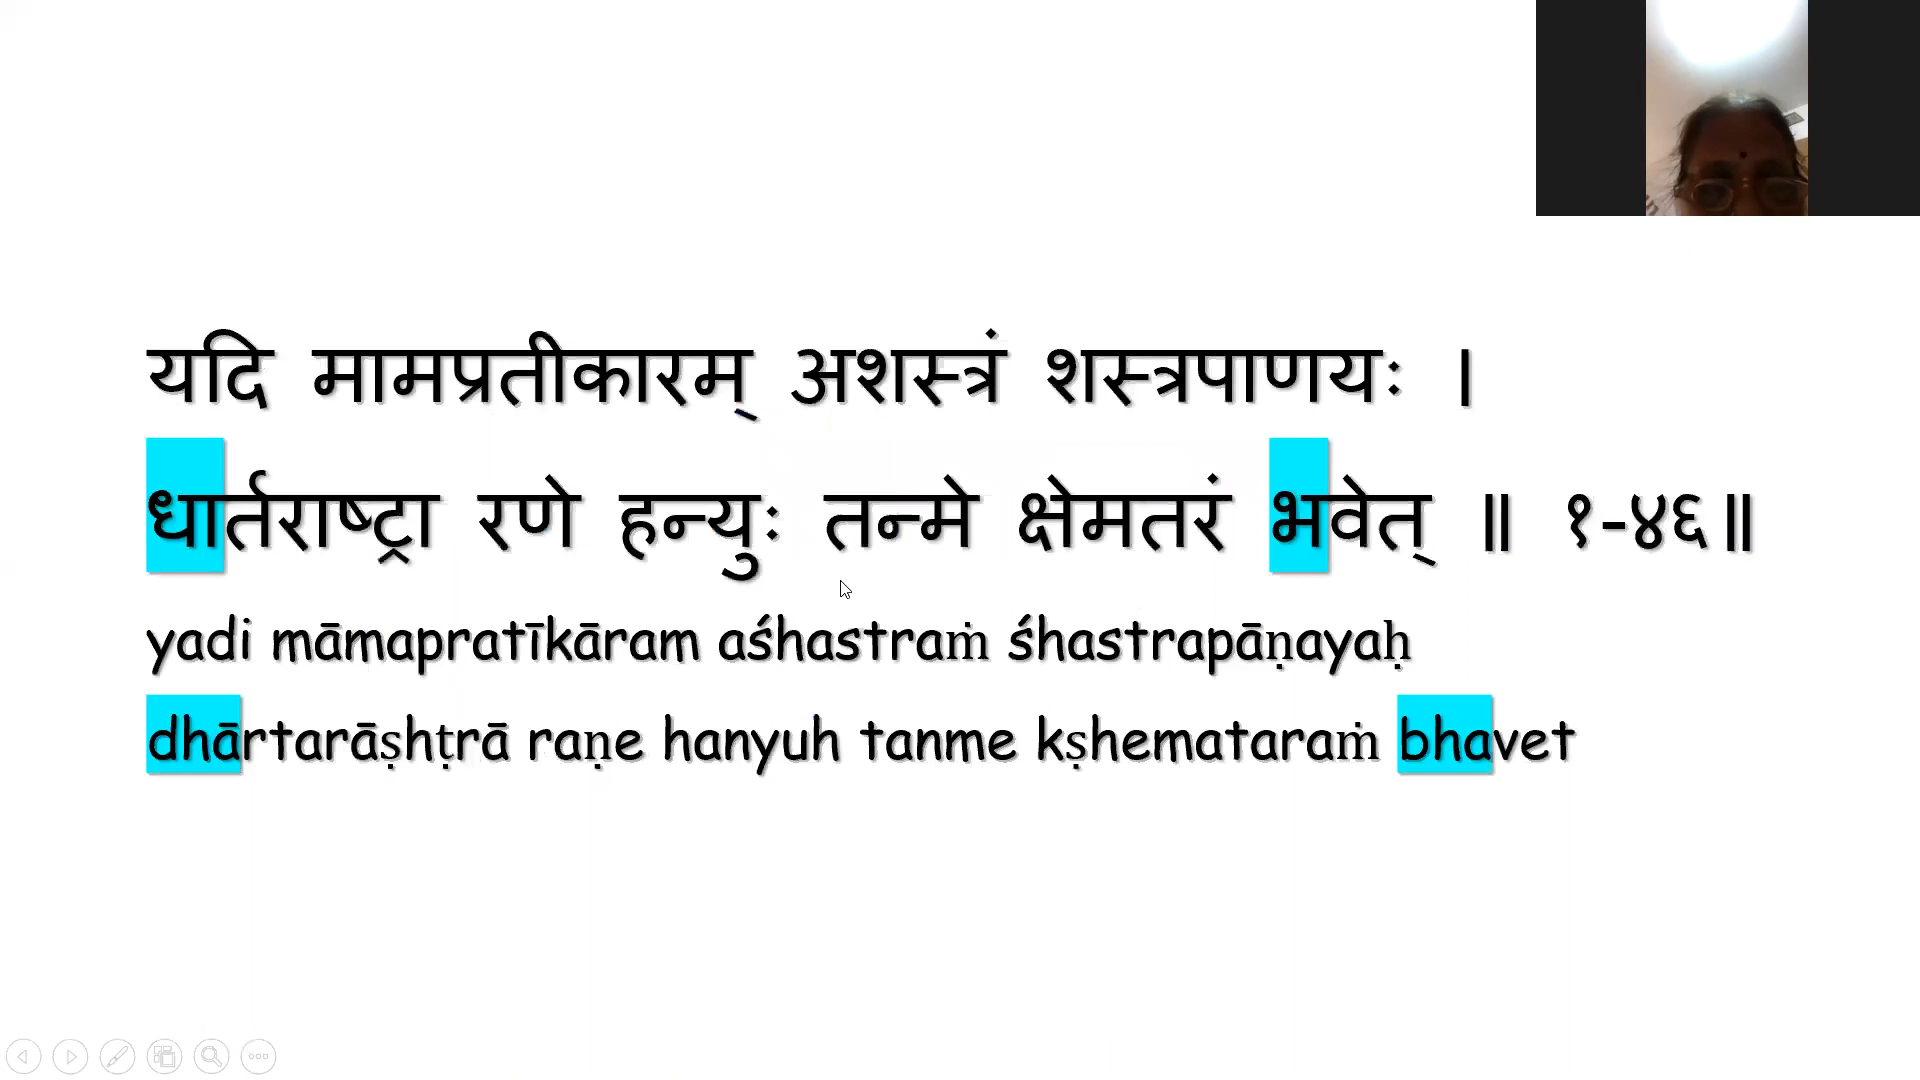 यदि मामप्रतीकारम् अशस्त्रं शस्त्रपाणयः ।
धार्तराष्ट्रा रणे हन्युः तन्मे क्षेमतरं भवेत् ॥ १-४६॥
yadi māmapratīkāram aśhastraṁ śhastrapāṇayaḥ
dhārtarāṣhṭrā raṇe hanyuh tanme kṣhemataraṁ bhavet